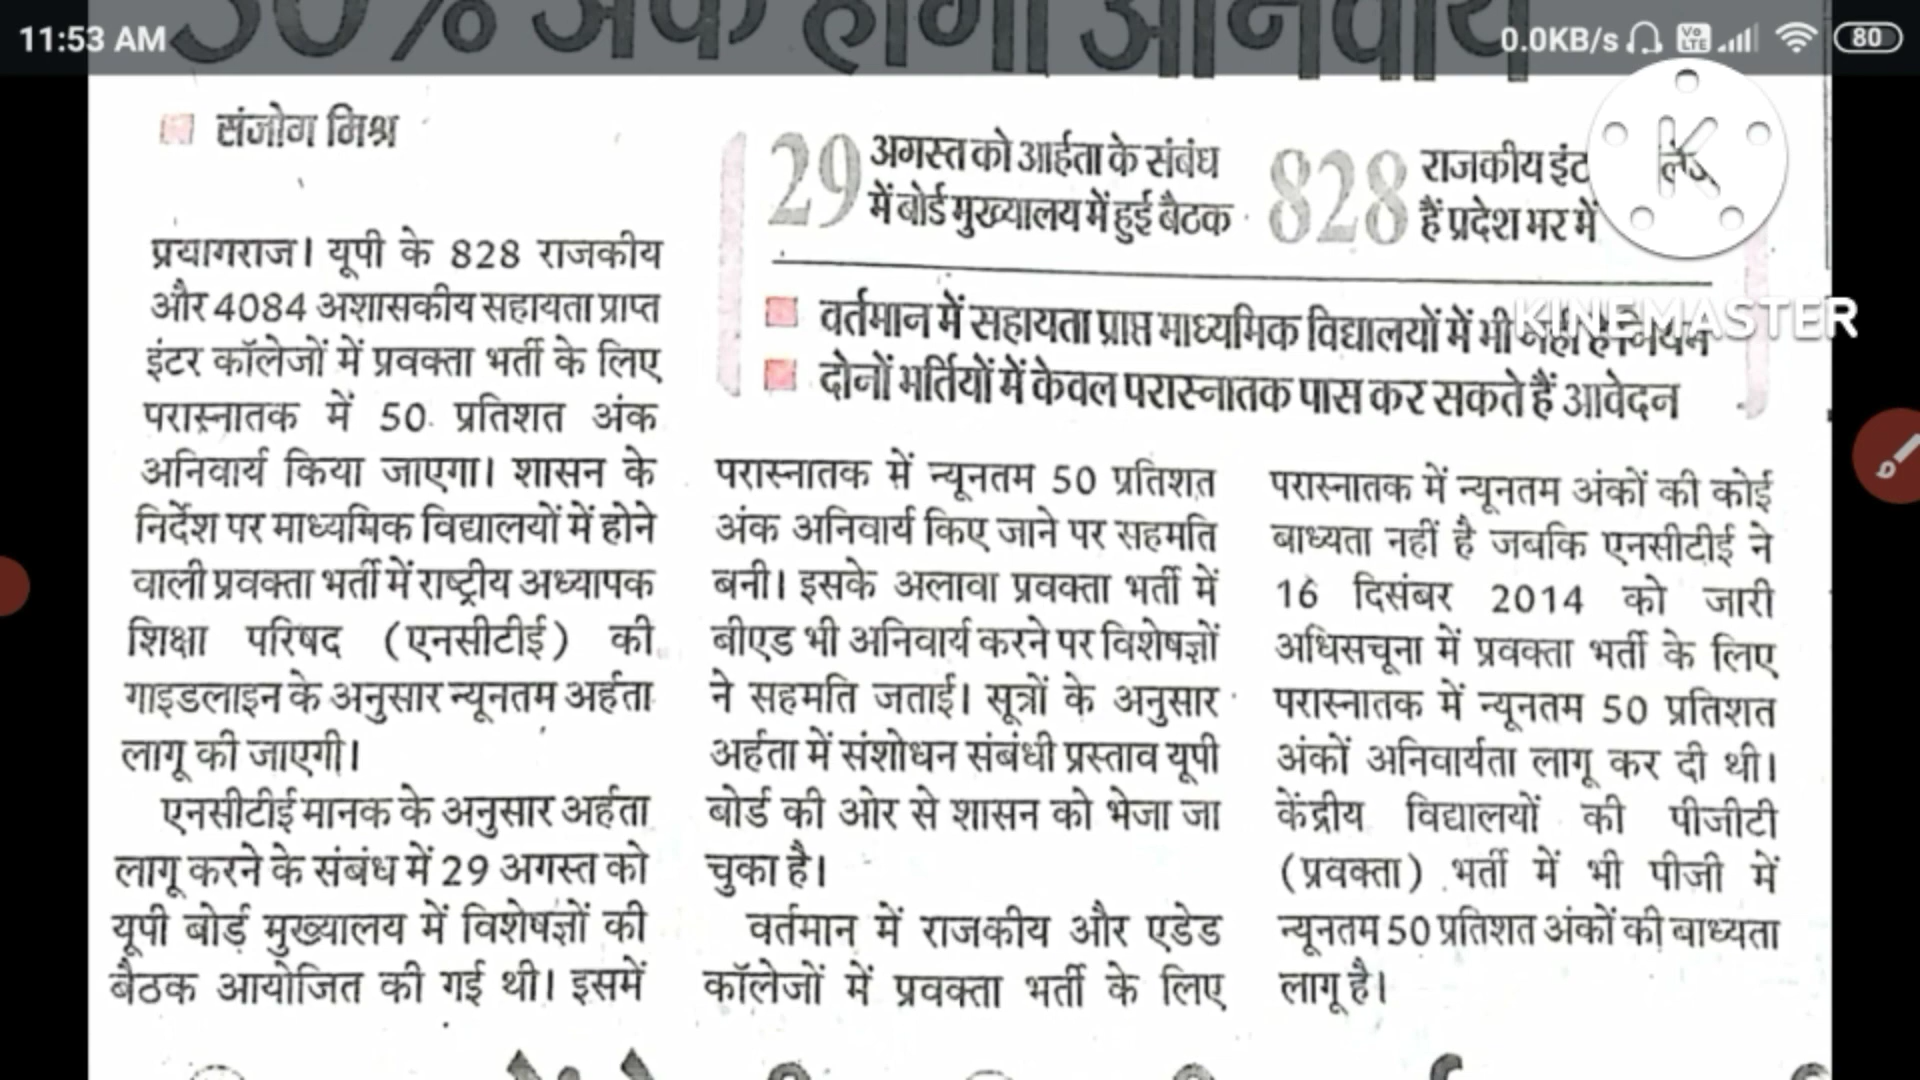 11:53 AM
0.0KB/s
Vo LTE
80
50% अंक होगा अनिवार्य
संजोग मिश्र
29 अगस्त को आर्हता के संबंध
में बोर्ड मुख्यालय में हुई बैठक
828 राजकीय इंट
हैं प्रदेश भर में
KINEMASTER
वर्तमान में सहायता प्राप्त माध्यमिक विद्यालयों में भी नहीं है नियम
दोनों भर्तियों में केवल परास्नातक पास कर सकते हैं आवेदन
प्रयागराज। यूपी के 828 राजकीय
और 4084 अशासकीय सहायता प्राप्त
इंटर कॉलेजों में प्रवक्ता भर्ती के लिए
परास्नातक में 50 प्रतिशत अंक
अनिवार्य किया जाएगा। शासन के
निर्देश पर माध्यमिक विद्यालयों में होने
वाली प्रवक्ता भर्ती में राष्ट्रीय अध्यापक
शिक्षा परिषद (एनसीटीई) की
गाइडलाइन के अनुसार न्यूनतम अर्हता
लागू की जाएगी।
एनसीटीई मानक के अनुसार अर्हता
लागू करने के संबंध में 29 अगस्त को
यूपी बोर्ड मुख्यालय में विशेषज्ञों की
बैठक आयोजित की गई थी। इसमें
परास्नातक में न्यूनतम 50 प्रतिशत
अंक अनिवार्य किए जाने पर सहमति
बनी। इसके अलावा प्रवक्ता भर्ती में
बीएड भी अनिवार्य करने पर विशेषज्ञों
ने सहमति जताई। सूत्रों के अनुसार
अर्हता में संशोधन संबंधी प्रस्ताव यूपी
बोर्ड की ओर से शासन को भेजा जा
चुका है।
वर्तमान में राजकीय और एडेड
कॉलेजों में प्रवक्ता भर्ती के लिए
परास्नातक में न्यूनतम अंकों की कोई
बाध्यता नहीं है जबकि एनसीटीई ने
16 दिसंबर 2014 को जारी
अधिसचूना में प्रवक्ता भर्ती के लिए
परास्नातक में न्यूनतम 50 प्रतिशत
अंकों अनिवार्यता लागू कर दी थी।
केंद्रीय विद्यालयों की पीजीटी
(प्रवक्ता) भर्ती में भी पीजी में
न्यूनतम 50 प्रतिशत अंकों की बाध्यता
लागू है।